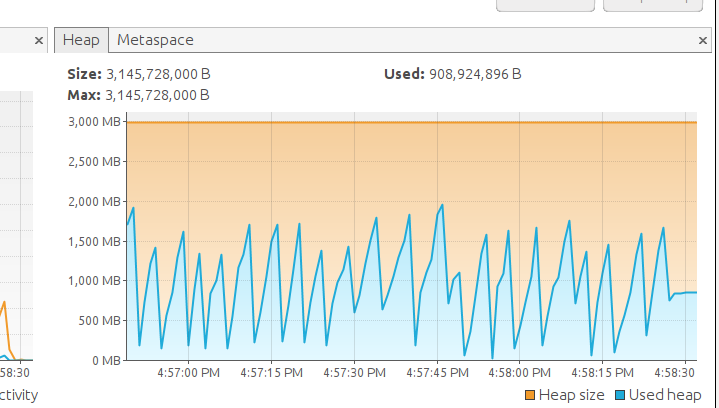 Heap Metaspace
Size: 3,145,728,000 B Used: 908,924,896 B
Max: 3,145,728,000 B
3,000 MB
2,500 MB
2,000 MB
1,500 MB
1,000 MB
500 MB
0 MB
58:30 4:57:00 PM 4:57:15 PM 4:57:30 PM 4:57:45 PM 4:58:00 PM 4:58:15 PM 4:58:30
ctivity Heap size Used heap